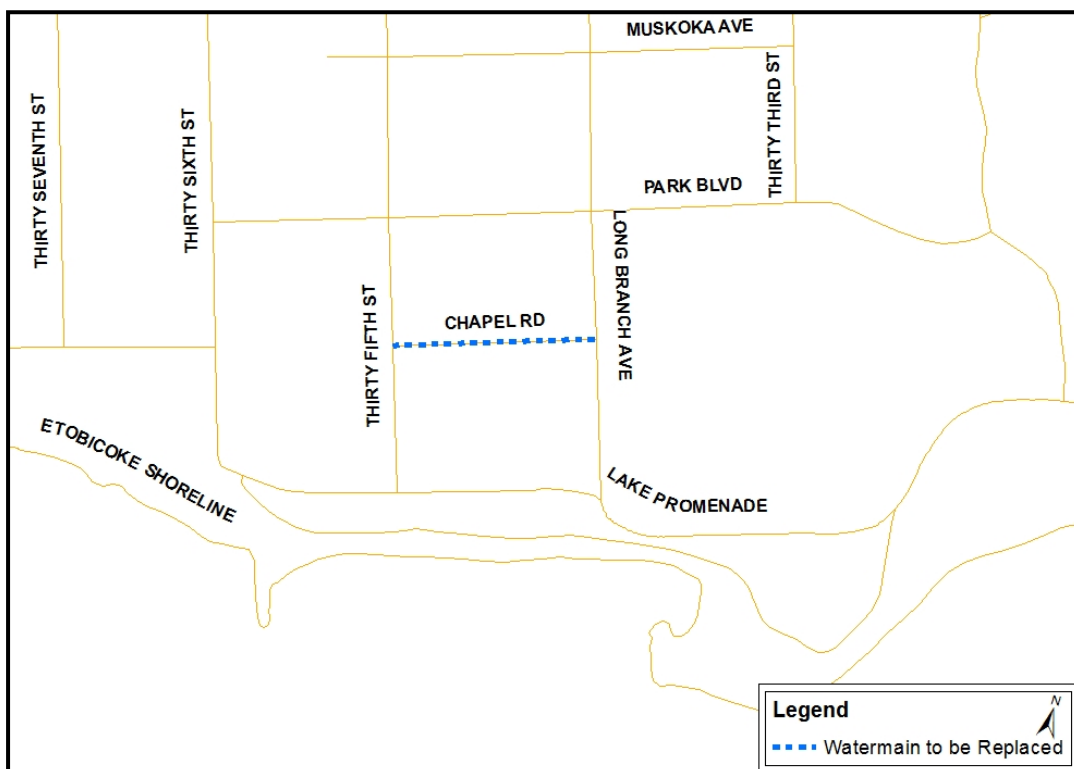 MUSKOKA AVE
THIRTY SEVENTH ST
THIRTY SIXTH ST
THIRTY THIRD ST
PARK BLVD
LONG BRANCH AVE
THIRTY FIFTH ST
CHAPEL RD
ETOBICOKE SHORELINE
LAKE PROMENADE
Legend
N
Watermain to be Replaced